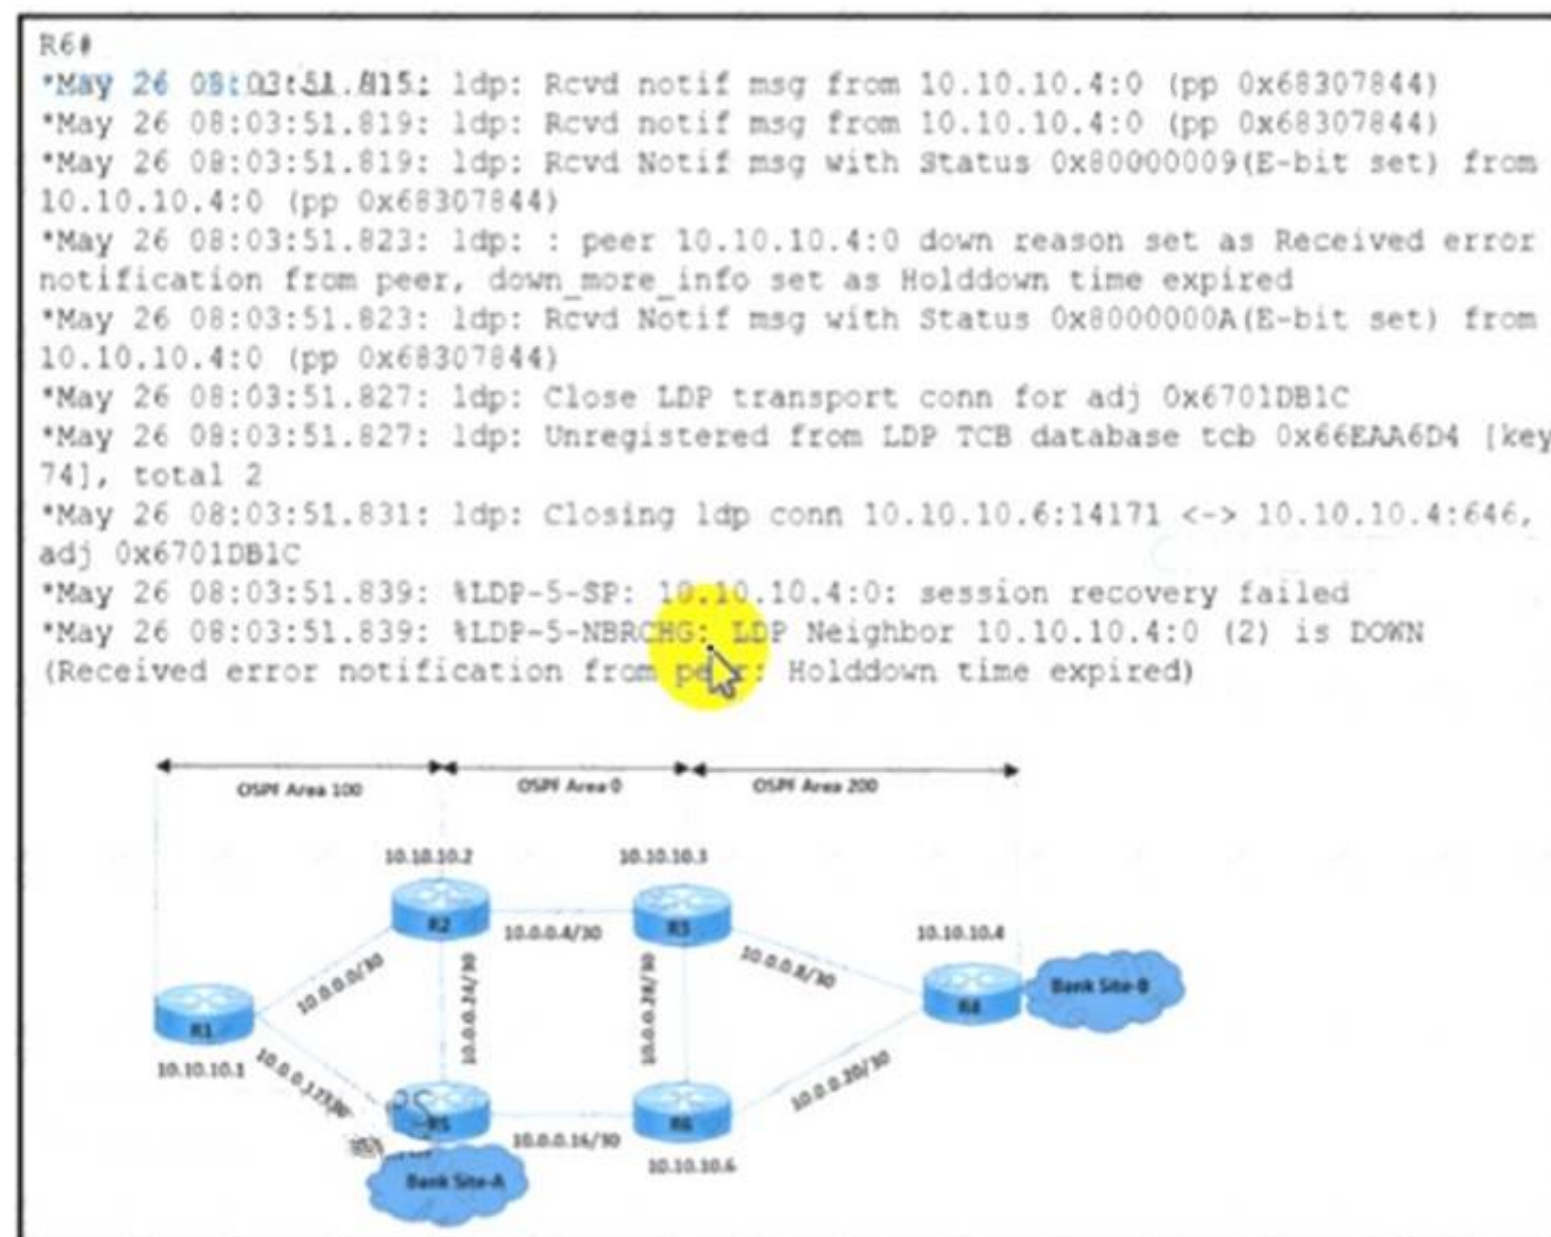 R6#
*May 26 08:03:51.815: ldp: Rcvd notif msg from 10.10.10.4:0 (pp 0x68307844)
*May 26 08:03:51.819: ldp: Rcvd notif msg from 10.10.10.4:0 (pp 0x68307844)
*May 26 08:03:51.819: ldp: Rcvd Notif msg with Status 0x80000009(E-bit set) from
10.10.10.4:0 (pp 0x68307844)
*May 26 08:03:51.823: ldp: : peer 10.10.10.4:0 down reason set as Received error
notification from peer, down_more_info set as Holddown time expired
*May 26 08:03:51.823: ldp: Rcvd Notif msg with Status 0x8000000A(E-bit set) from
10.10.10.4:0 (pp 0x68307844)
*May 26 08:03:51.827: ldp: Close LDP transport conn for adj 0x6701DB1C
*May 26 08:03:51.827: ldp: Unregistered from LDP TCB database tcb 0x66EAA6D4 [key
74], total 2
*May 26 08:03:51.831: ldp: Closing ldp conn 10.10.10.6:14171 <-> 10.10.10.4:646,
adj 0x6701DB1C
*May 26 08:03:51.839: %LDP-5-SP: 10.10.10.4:0: session recovery failed
*May 26 08:03:51.839: %LDP-5-NBRCHG: LDP Neighbor 10.10.10.4:0 (2) is DOWN
(Received error notification from peer: Holddown time expired)
OSPF Area 100
OSPF Area 0
OSPF Area 200
10.10.10.2
10.10.10.3
R2
R3
10.0.0.4/30
10.10.10.4
10.0.0.0/30
10.0.0.24/30
10.0.0.28/30
10.0.0.8/30
R4
Bank Site-B
R1
10.10.10.1
R5
10.0.0.16/30
R6
10.0.0.20/30
10.10.10.6
Bank Site-A